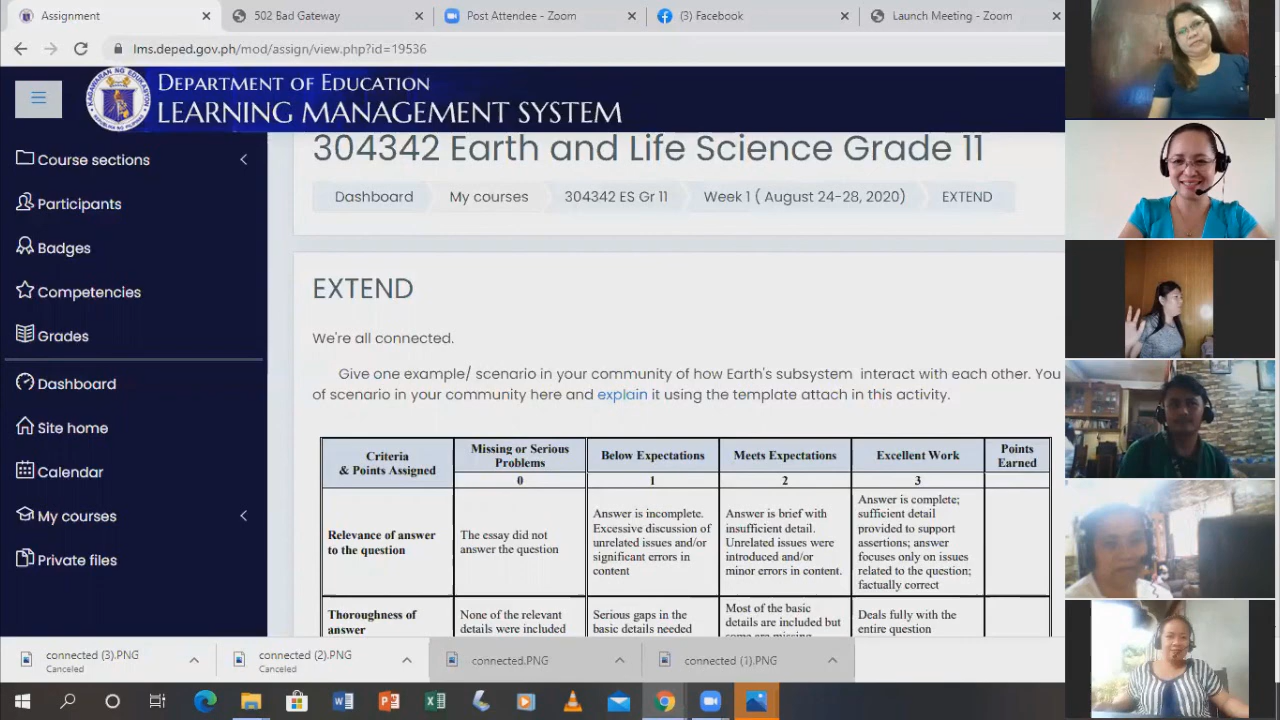 Assignment
502 Bad Gateway
Post Attendee - Zoom
(3) Facebook
Launch Meeting - Zoom
lms.deped.gov.ph/mod/assign/view.php?id=19536
DEPARTMENT OF EDUCATION
LEARNING MANAGEMENT SYSTEM
Course sections
Participants
Badges
Competencies
Grades
Dashboard
Site home
Calendar
My courses
Private files
304342 Earth and Life Science Grade 11
Dashboard
My courses
304342 ES Gr 11
Week 1 ( August 24-28, 2020)
EXTEND
EXTEND
We're all connected.
Give one example/ scenario in your community of how Earth's subsystem interact with each other. You
of scenario in your community here and explain it using the template attach in this activity.
Criteria
& Points Assigned
Missing or Serious
Problems
Below Expectations
Meets Expectations
Excellent Work
Points
Earned
0
1
2
3
Relevance of answer
to the question
The essay did not
answer the question
Answer is incomplete.
Excessive discussion of
unrelated issues and/or
significant errors in
content
Answer is brief with
insufficient detail.
Unrelated issues were
introduced and/or
minor errors in content.
Answer is complete;
sufficient detail
provided to support
assertions; answer
focuses only on issues
related to the question;
factually correct
Thoroughness of
answer
None of the relevant
details were included
Serious gaps in the
basic details needed
Most of the basic
details are included but
some are missing
Deals fully with the
entire question
connected (3).PNG
Canceled
connected (2).PNG
Canceled
connected.PNG
connected (1).PNG